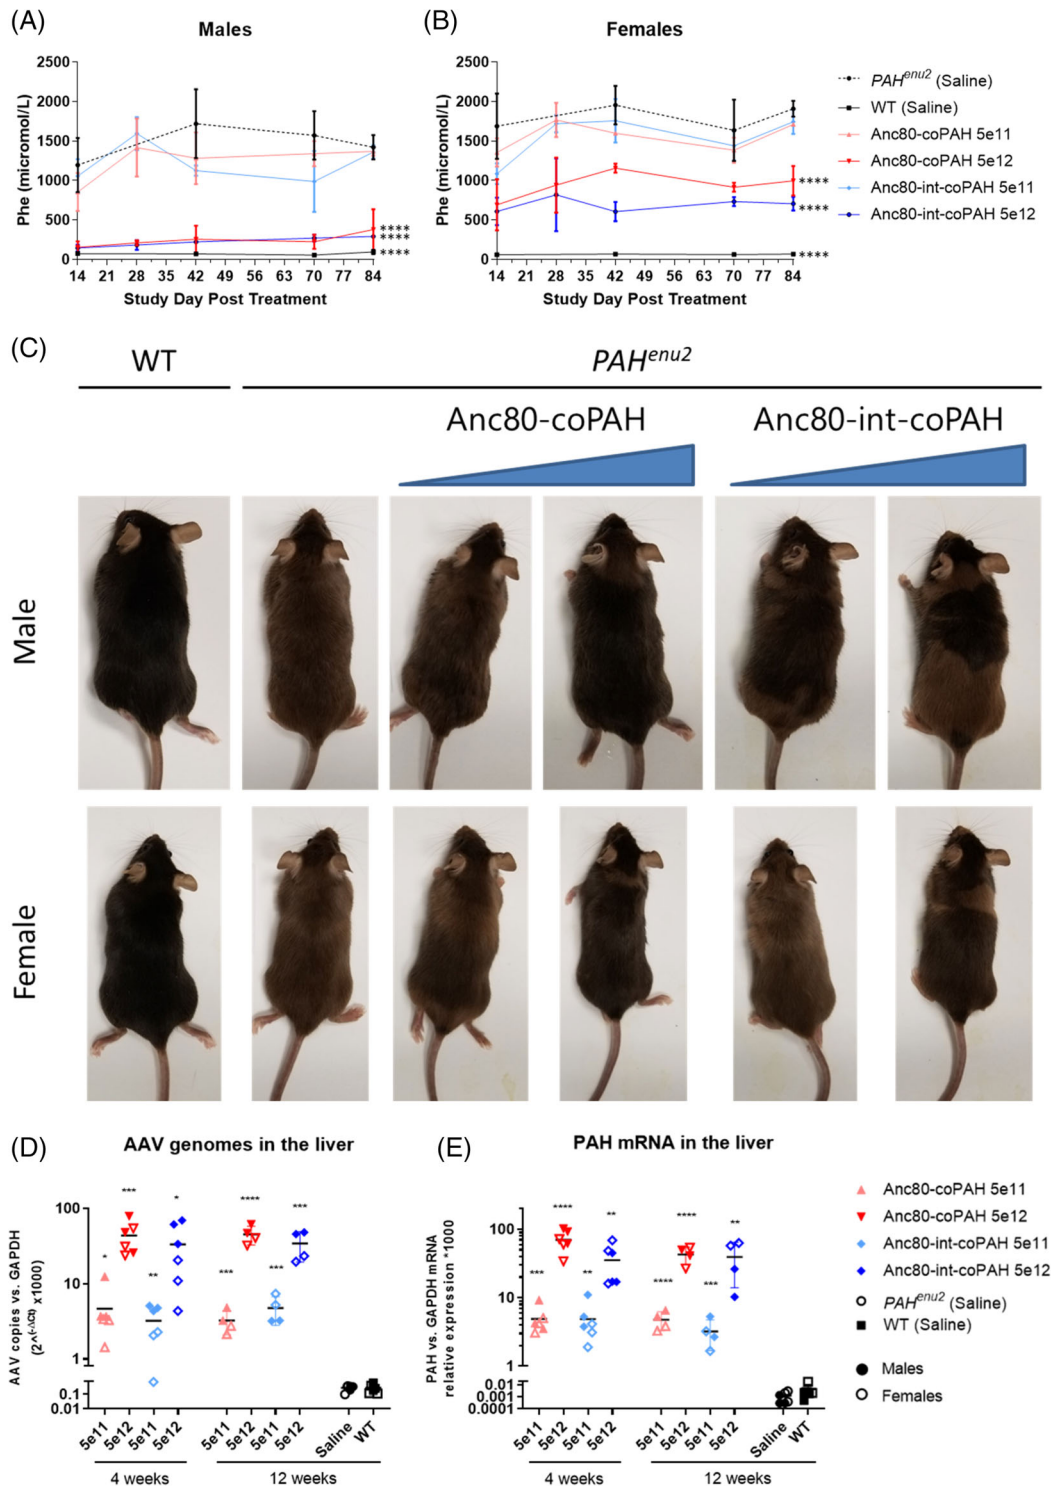 (A)
Males
Phe (micromol/L)
2500
2000
1500
1000
500
0
14 21 28 35 42 49 56 63 70 77 84
Study Day Post Treatment
****
****
****
(B)
Females
Phe (micromol/L)
2500
2000
1500
1000
500
0
14 21 28 35 42 49 56 63 70 77 84
Study Day Post Treatment
****
****
****
PAHenu2 (Saline)
WT (Saline)
Anc80-coPAH 5e11
Anc80-coPAH 5e12
Anc80-int-coPAH 5e11
Anc80-int-coPAH 5e12
(C)
WT PAHenu2
Anc80-coPAH Anc80-int-coPAH
Male
Female
(D)
AAV genomes in the liver
AAV copies vs. GAPDH
(2^(-ΔCt) x1000)
100
10
1
0.1
0.01
* *** ** * *** **** *** ***
5e11 5e12 5e11 5e12 5e11 5e12 5e11 5e12 Saline WT
4 weeks 12 weeks
(E)
PAH mRNA in the liver
PAH vs. GAPDH mRNA
relative expression *1000
100
10
1
0.01
0.001
0.0001
*** **** ** ** **** **** *** **
5e11 5e12 5e11 5e12 5e11 5e12 5e11 5e12 Saline WT
4 weeks 12 weeks
Anc80-coPAH 5e11
Anc80-coPAH 5e12
Anc80-int-coPAH 5e11
Anc80-int-coPAH 5e12
PAHenu2 (Saline)
WT (Saline)
Males
Females